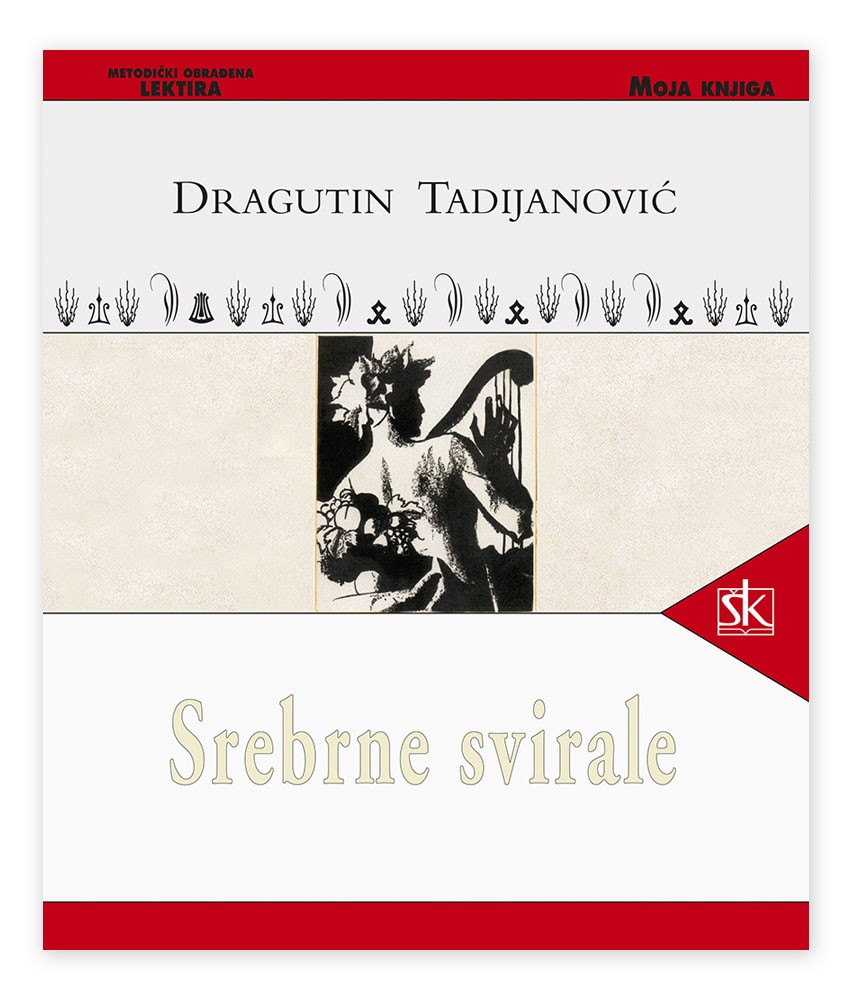 METODIČKI OBRAĐENA
LEKTIRA
MOJA KNJIGA
DRAGUTIN TADIJANOVIĆ
ŠK
Srebrne svirale